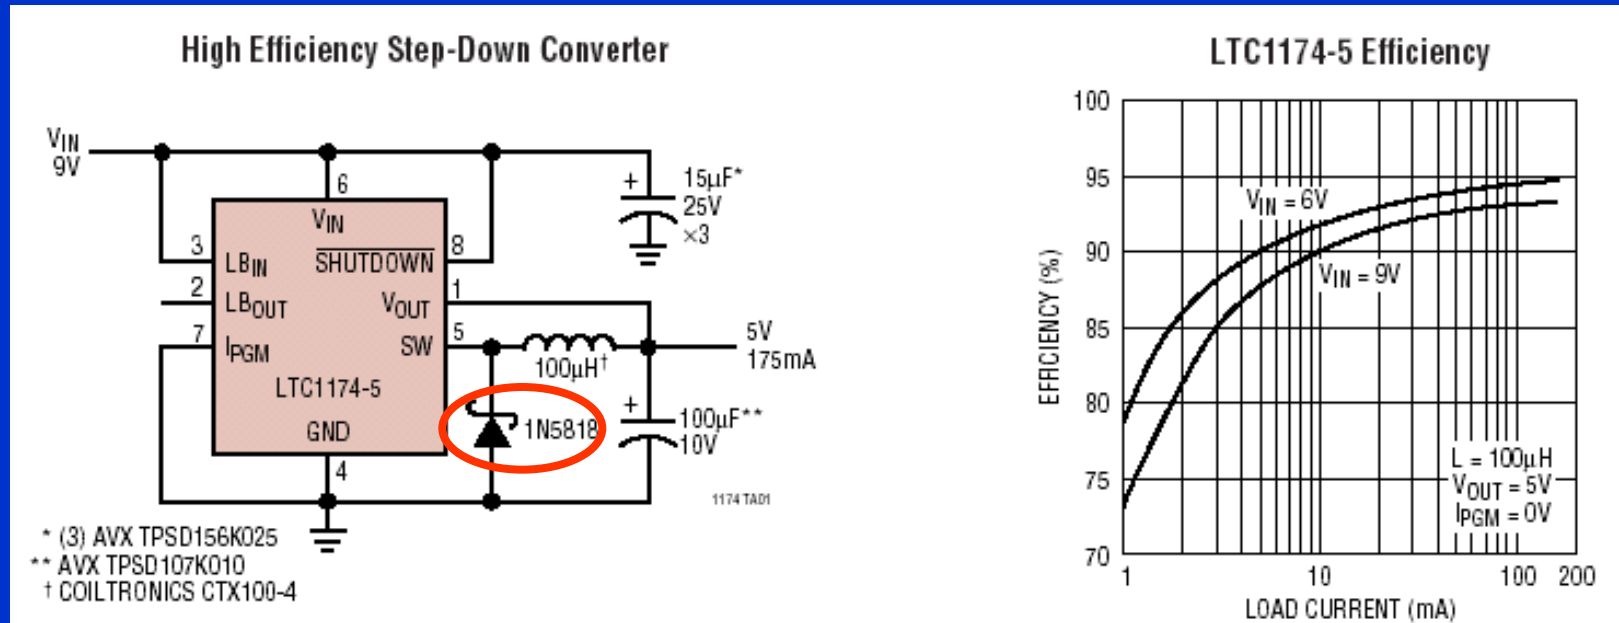 High Efficiency Step-Down Converter
VIN
9V
6
VIN
3
LBIN
SHUTDOWN
8
2
LBOUT
VOUT
1
7
IPGM
SW
5
LTC1174-5
GND
4
15µF*
25V
×3
5V
175mA
100µH†
1N5818
100µF**
10V
1174 TA01
* (3) AVX TPSD156K025
** AVX TPSD107K010
† COILTRONICS CTX100-4
LTC1174-5 Efficiency
EFFICIENCY (%)
100
95
90
85
80
75
70
VIN = 6V
VIN = 9V
L = 100µH
VOUT = 5V
IPGM = 0V
1
10
100
200
LOAD CURRENT (mA)